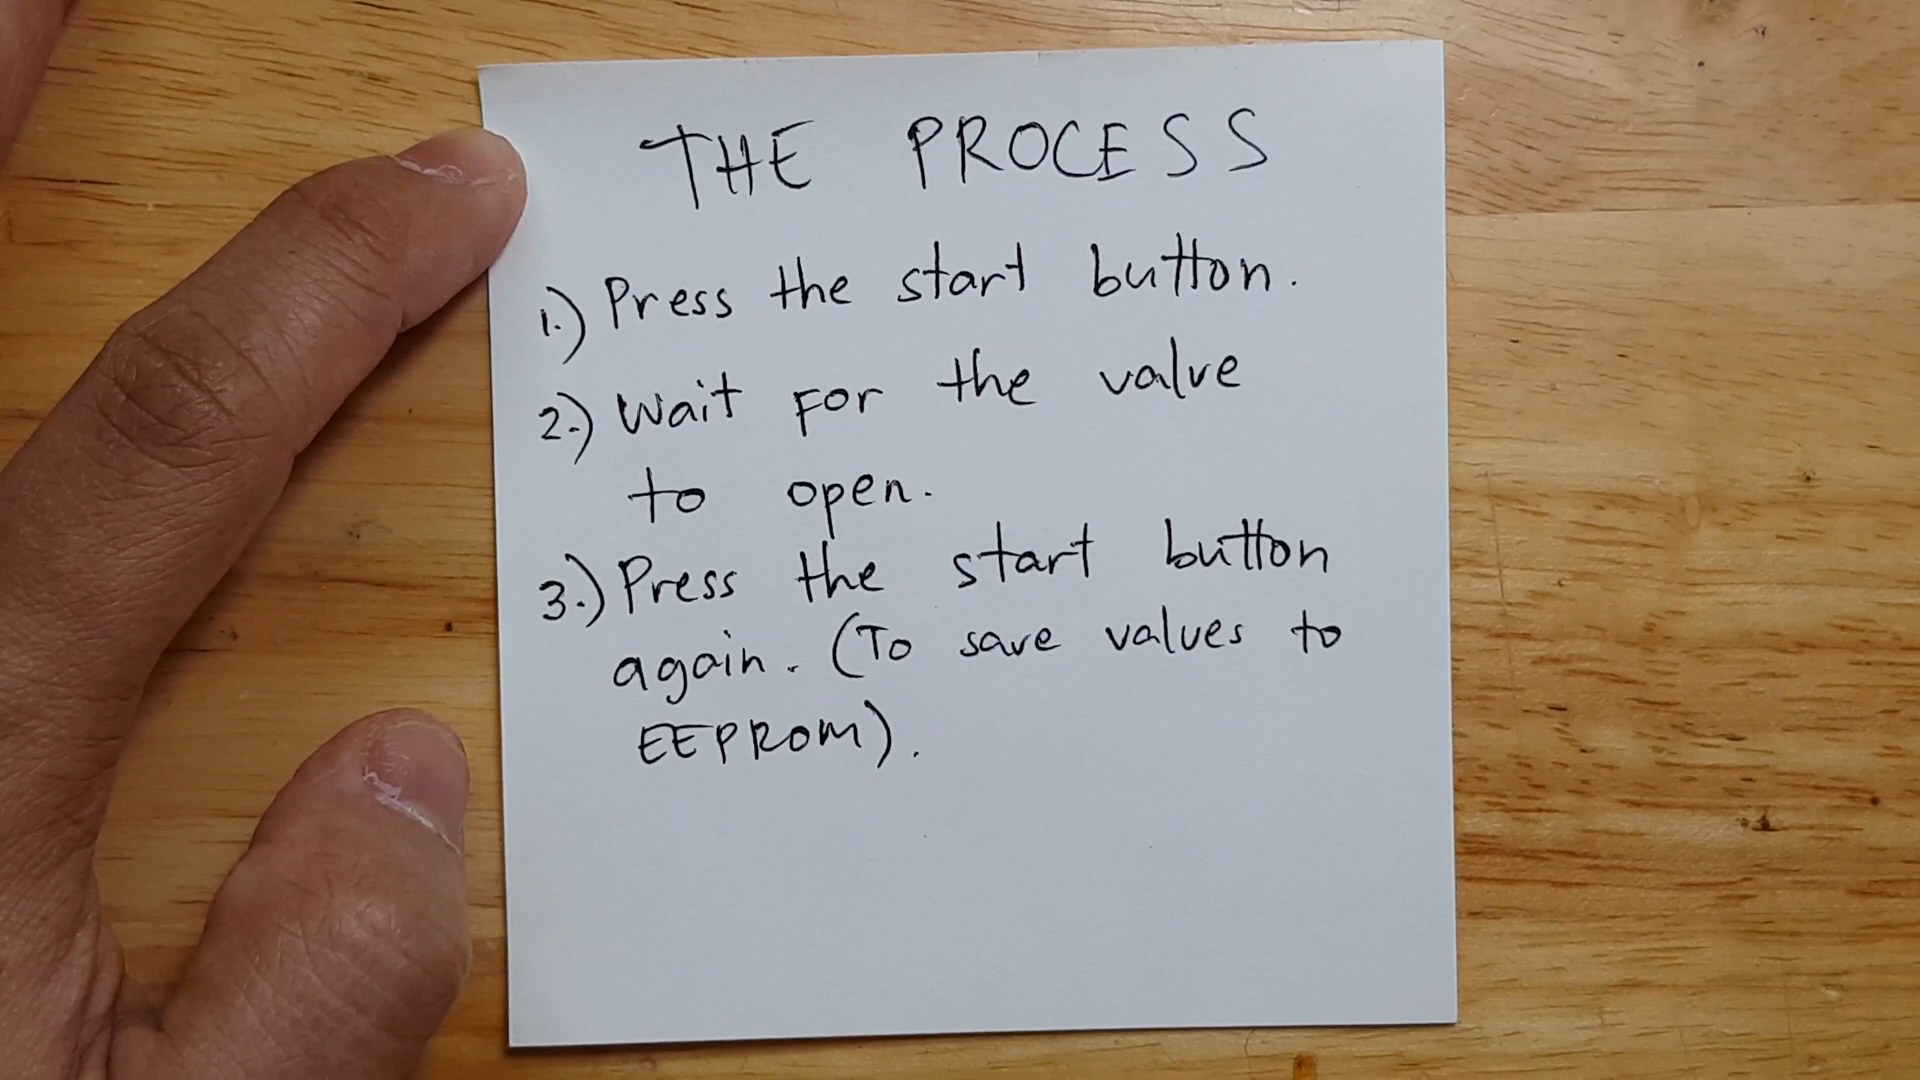 THE PROCESS
1.) Press the start button.
2.) Wait for the valve
to open.
3.) Press the start button
again. (To save values to
EEPROM).